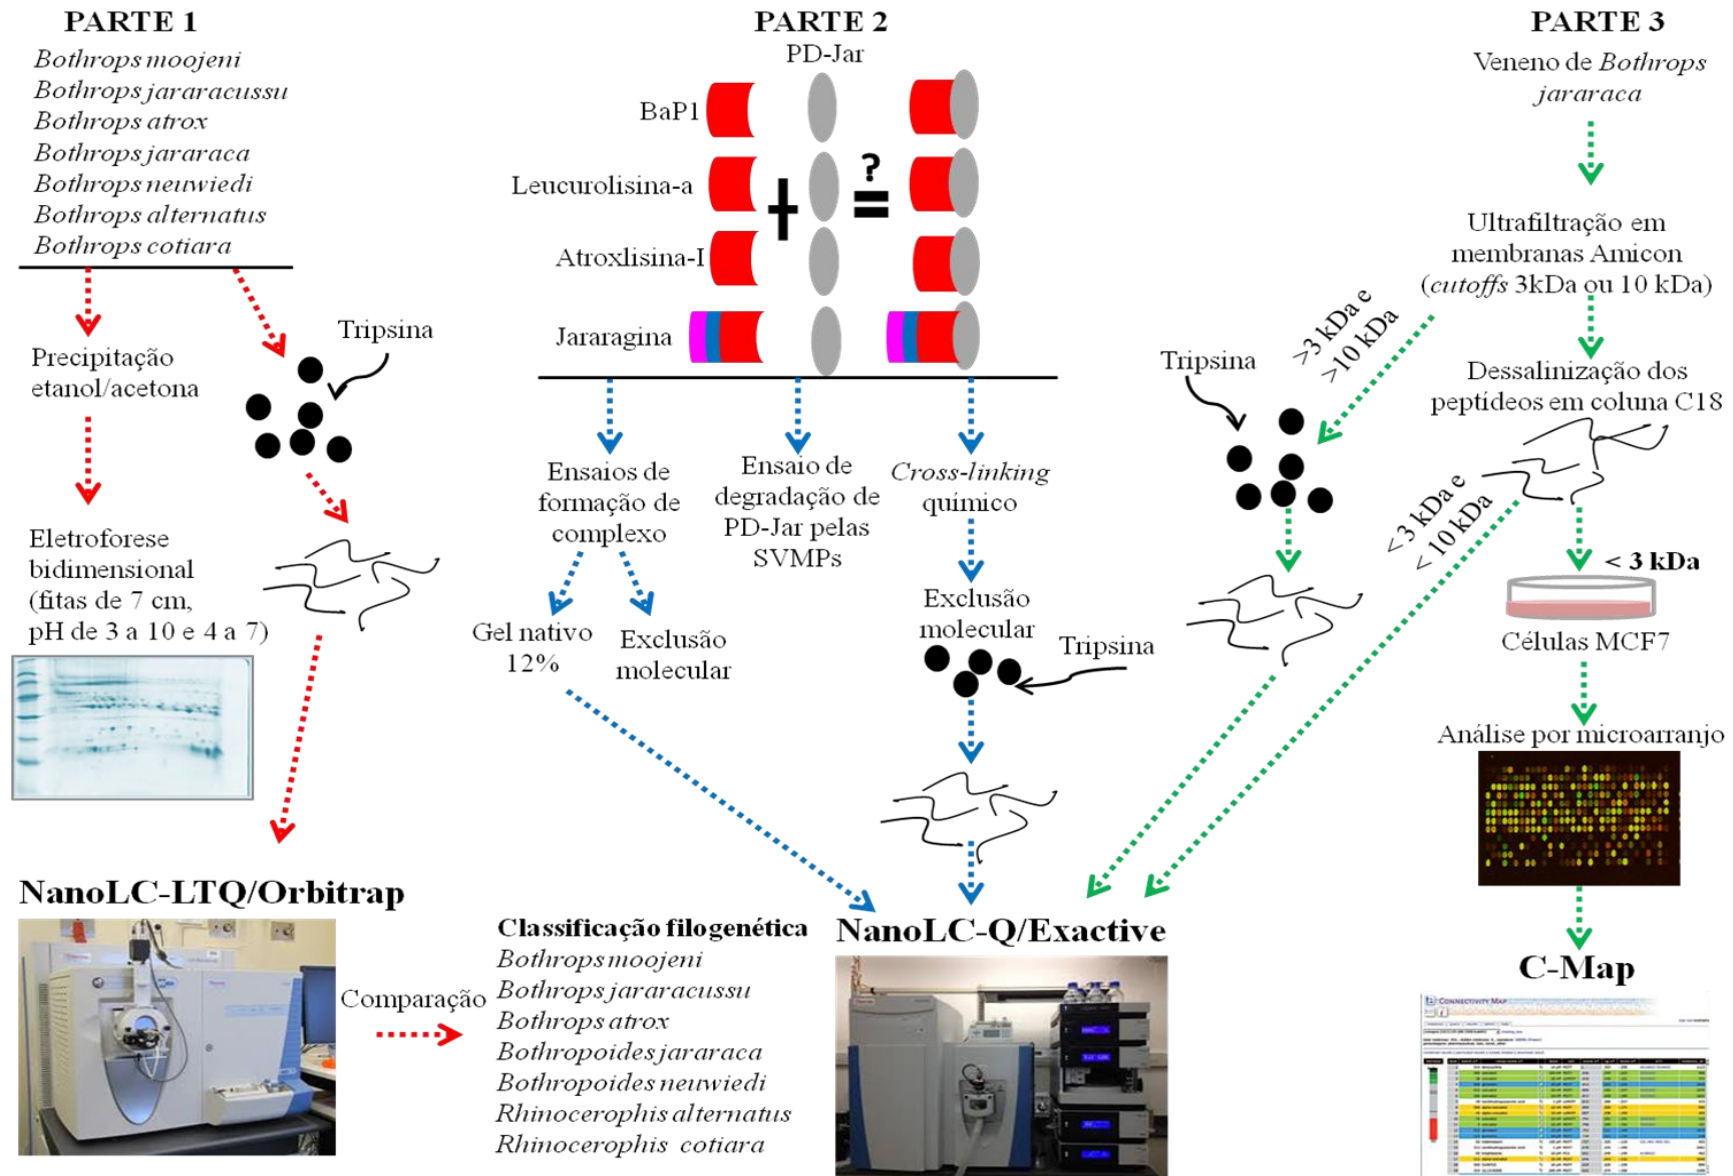 PARTE 1
Bothrops moojeni
Bothrops jararacussu
Bothrops atrox
Bothrops jararaca
Bothrops neuwiedi
Bothrops alternatus
Bothrops cotiara
Precipitação
etanol/acetona
Tripsina
Eletroforese
bidimensional
(fitas de 7 cm,
pH de 3 a 10 e 4 a 7)
NanoLC-LTQ/Orbitrap
Comparação
Classificação filogenética
Bothrops moojeni
Bothrops jararacussu
Bothrops atrox
Bothropoides jararaca
Bothropoides neuwiedi
Rhinocerophis alternatus
Rhinocerophis cotiara
PARTE 2
PD-Jar
BaP1
Leucurolisina-a
Atroxlisina-I
Jararagina
+
?
=
Ensaios de
formação de
complexo
Gel nativo
12%
Exclusão
molecular
Ensaio de
degradação de
PD-Jar pelas
SVMPs
Cross-linking
químico
Exclusão
molecular
Tripsina
NanoLC-Q/Exactive
PARTE 3
Veneno de Bothrops
jararaca
Ultrafiltração em
membranas Amicon
(cutoffs 3kDa ou 10 kDa)
>3 kDa e
>10 kDa
Tripsina
Dessalinização dos
peptídeos em coluna C18
<3 kDa e
< 10 kDa
< 3 kDa
Células MCF7
Análise por microarranjo
C-Map
CONNECTIVITY MAP